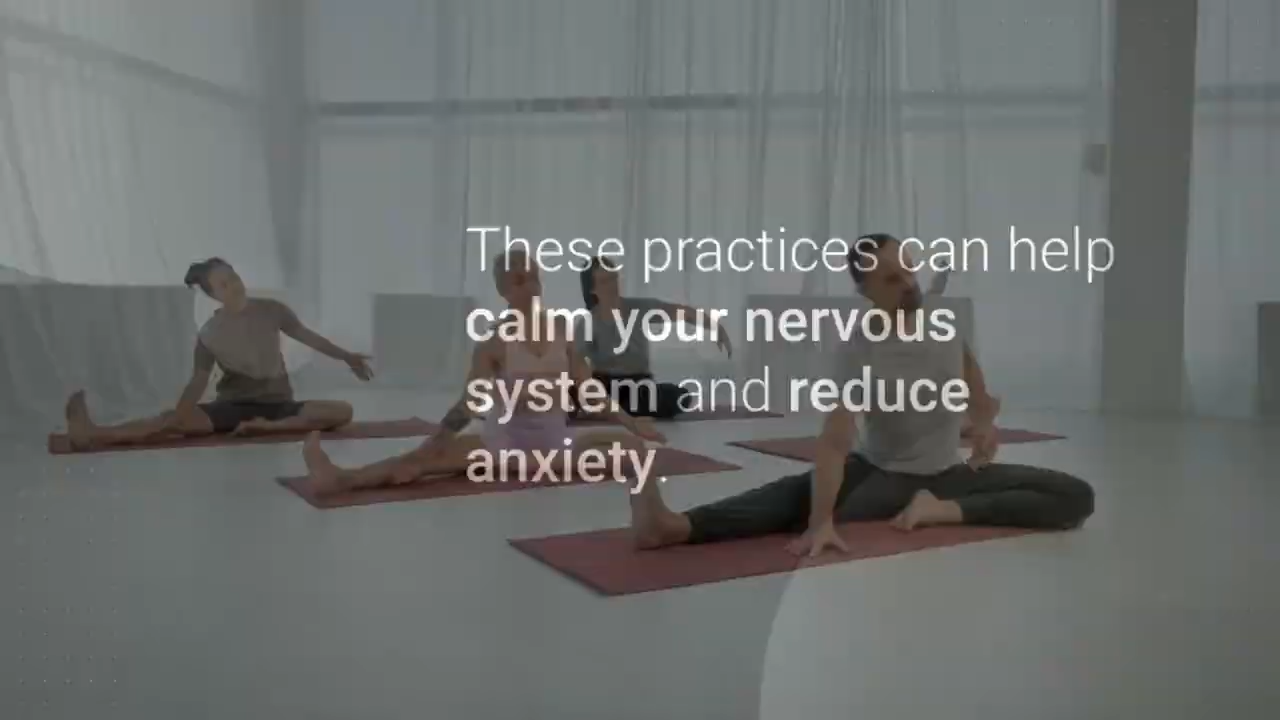 These practices can help
calm your nervous
system and reduce
anxiety.